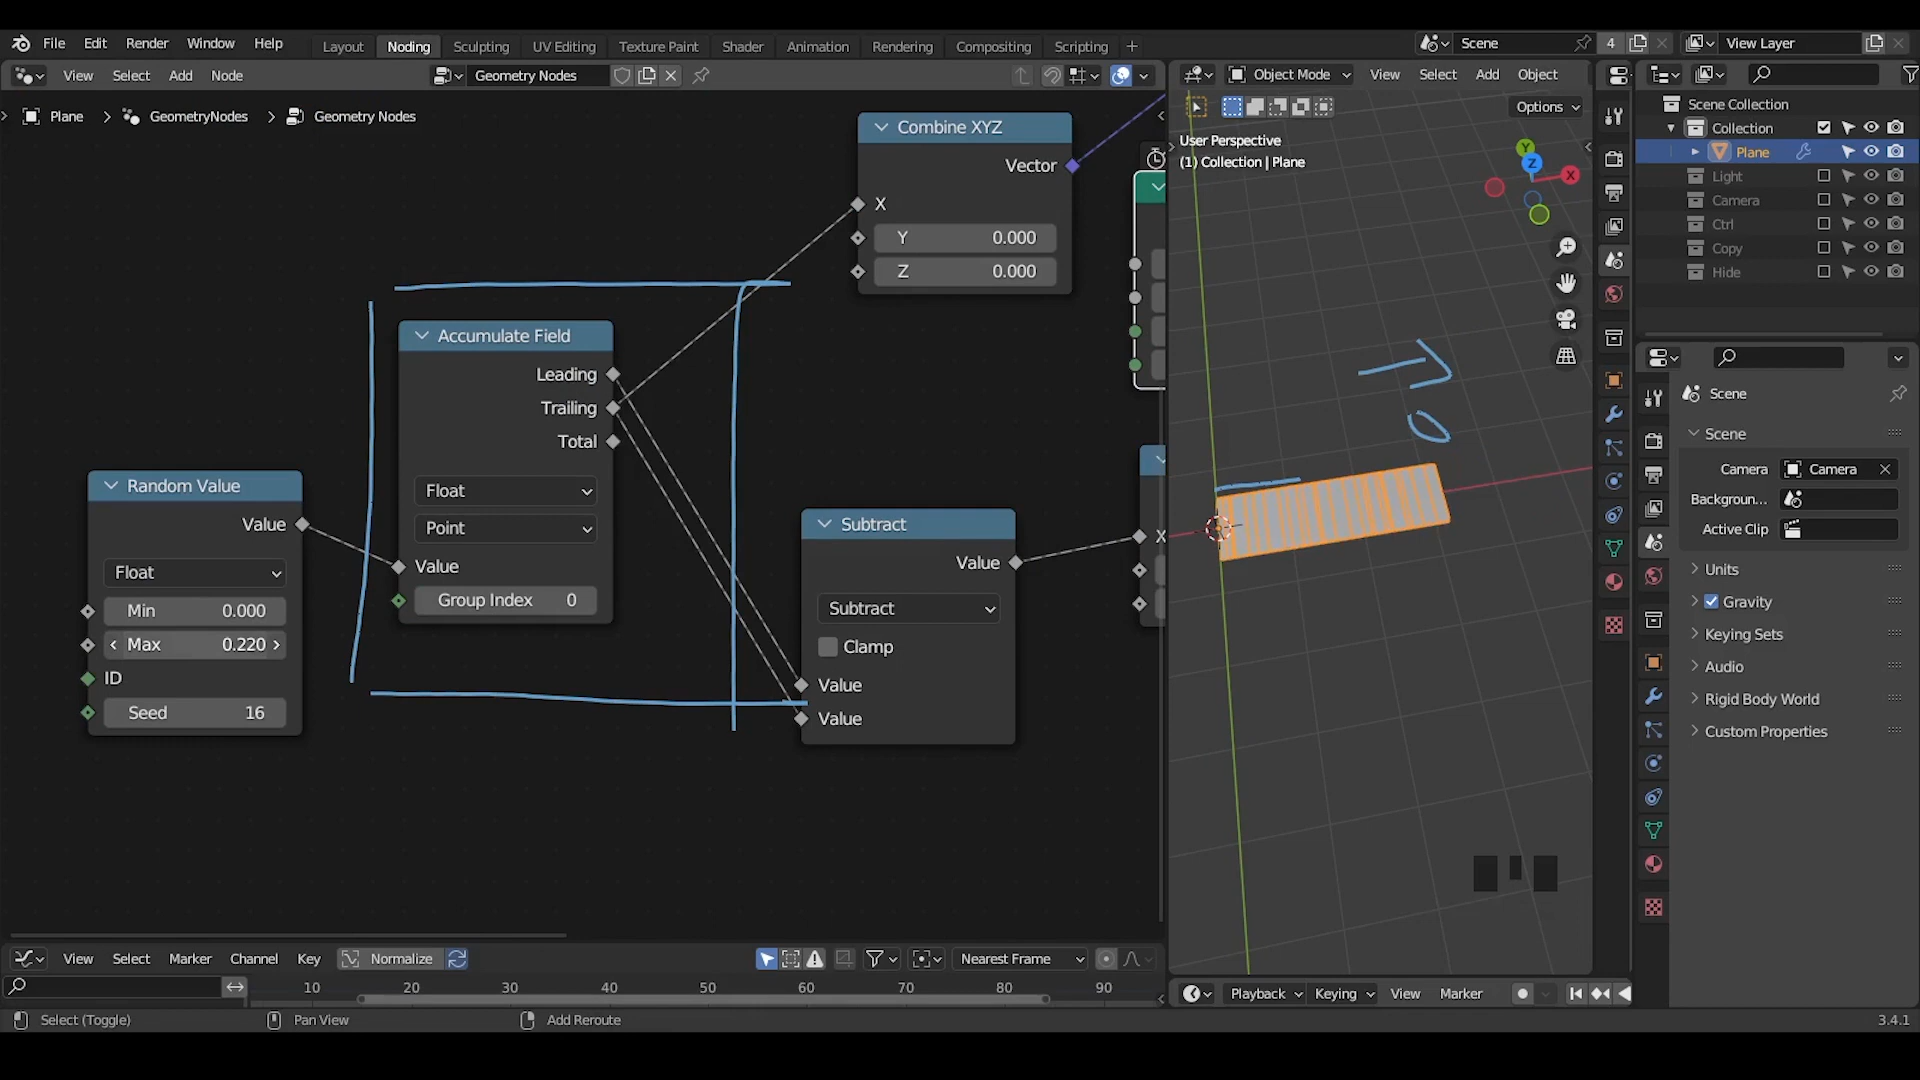 File Edit Render Window Help Layout Noding Sculpting UV Editing Texture Paint Shader Animation Rendering Compositing Scripting + Scene 4 View Layer
View Select Add Node Geometry Nodes Object Mode View Select Add Object
Plane > GeometryNodes > Geometry Nodes
Options
User Perspective
(1) Collection | Plane
Y
Z
X
Combine XYZ
Vector
X
Y 0.000
Z 0.000
Accumulate Field
Leading
Trailing
Total
Float
Point
Value
Group Index 0
Random Value
Value
Float
Min 0.000
Max 0.220
ID
Seed 16
Subtract
Value
Subtract
Clamp
Value
Value
X
Scene Collection
Collection
Plane
Light
Camera
Ctrl
Copy
Hide
Scene
Scene
Camera Camera
Backgroun...
Active Clip
Units
Gravity
Keying Sets
Audio
Rigid Body World
Custom Properties
View Select Marker Channel Key Normalize Nearest Frame
10 20 30 40 50 60 70 80 90
Playback Keying View Marker
Select (Toggle) Pan View Add Reroute 3.4.1